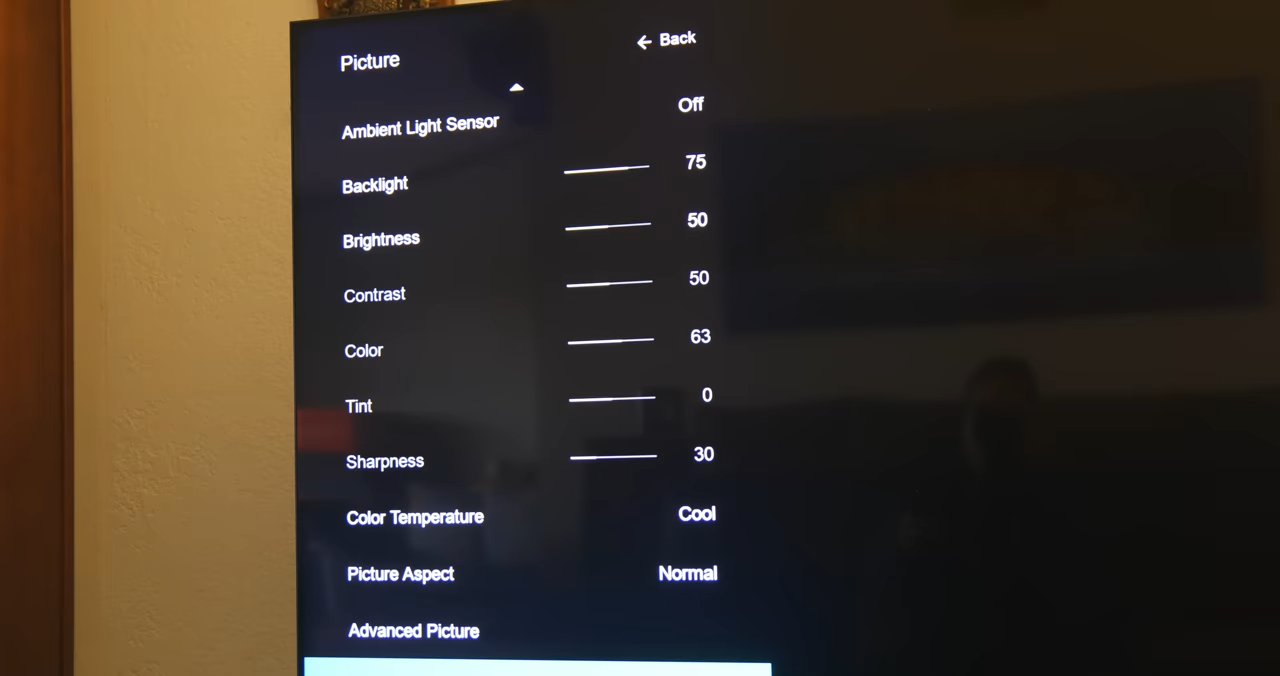 ← Back
Picture
Ambient Light Sensor Off
Backlight 75
Brightness 50
Contrast 50
Color 63
Tint 0
Sharpness 30
Color Temperature Cool
Picture Aspect Normal
Advanced Picture